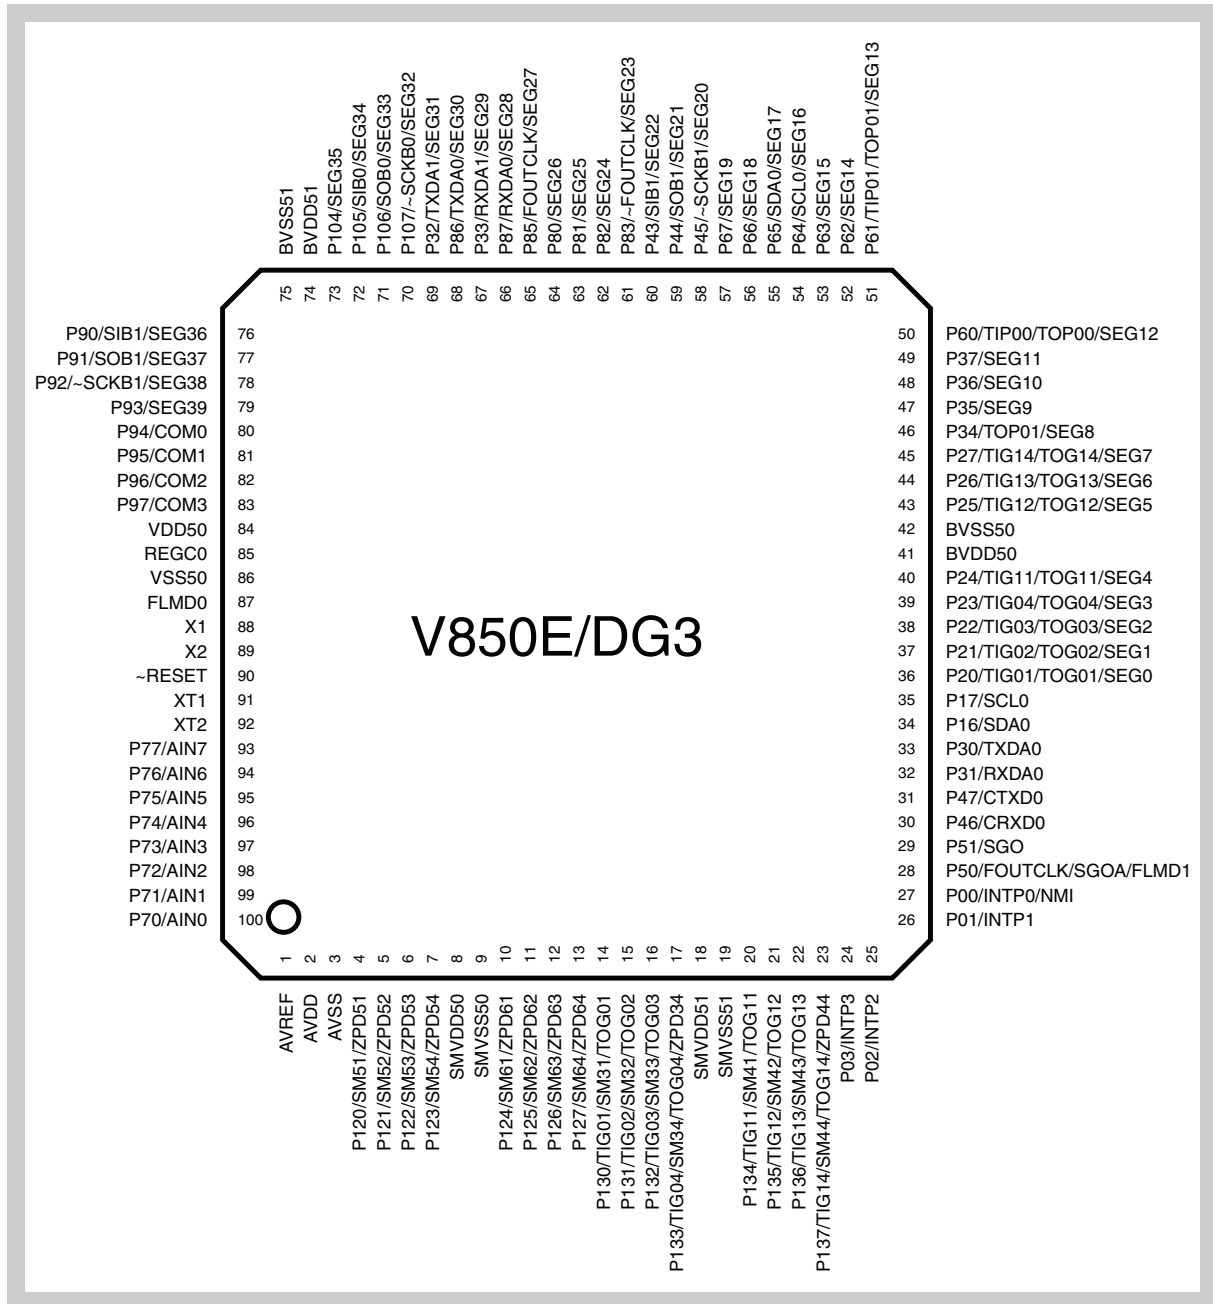 BVSS51
BVDD51
P104/SEG35
P105/SIB0/SEG34
P106/SOB0/SEG33
P107/~SCKB0/SEG32
P32/TXDA1/SEG31
P86/TXDA0/SEG30
P33/RXDA1/SEG29
P87/RXDA0/SEG28
P85/FOUTCLK/SEG27
P80/SEG26
P81/SEG25
P82/SEG24
P83/~FOUTCLK/SEG23
P43/SIB1/SEG22
P44/SOB1/SEG21
P45/~SCKB1/SEG20
P67/SEG19
P66/SEG18
P65/SDA0/SEG17
P64/SCL0/SEG16
P63/SEG15
P62/SEG14
P61/TIP01/TOP01/SEG13
75
74
73
72
71
70
69
68
67
66
65
64
63
62
61
60
59
58
57
56
55
54
53
52
51
P90/SIB1/SEG36 76
P91/SOB1/SEG37 77
P92/~SCKB1/SEG38 78
P93/SEG39 79
P94/COM0 80
P95/COM1 81
P96/COM2 82
P97/COM3 83
VDD50 84
REGC0 85
VSS50 86
FLMD0 87
X1 88
X2 89
~RESET 90
XT1 91
XT2 92
P77/AIN7 93
P76/AIN6 94
P75/AIN5 95
P74/AIN4 96
P73/AIN3 97
P72/AIN2 98
P71/AIN1 99
P70/AIN0 100
V850E/DG3
50 P60/TIP00/TOP00/SEG12
49 P37/SEG11
48 P36/SEG10
47 P35/SEG9
46 P34/TOP01/SEG8
45 P27/TIG14/TOG14/SEG7
44 P26/TIG13/TOG13/SEG6
43 P25/TIG12/TOG12/SEG5
42 BVSS50
41 BVDD50
40 P24/TIG11/TOG11/SEG4
39 P23/TIG04/TOG04/SEG3
38 P22/TIG03/TOG03/SEG2
37 P21/TIG02/TOG02/SEG1
36 P20/TIG01/TOG01/SEG0
35 P17/SCL0
34 P16/SDA0
33 P30/TXDA0
32 P31/RXDA0
31 P47/CTXD0
30 P46/CRXD0
29 P51/SGO
28 P50/FOUTCLK/SGOA/FLMD1
27 P00/INTP0/NMI
26 P01/INTP1
1
2
3
4
5
6
7
8
9
10
11
12
13
14
15
16
17
18
19
20
21
22
23
24
25
AVREF
AVDD
AVSS
P120/SM51/ZPD51
P121/SM52/ZPD52
P122/SM53/ZPD53
P123/SM54/ZPD54
SMVDD50
SMVSS50
P124/SM61/ZPD61
P125/SM62/ZPD62
P126/SM63/ZPD63
P127/SM64/ZPD64
P130/TIG01/SM31/TOG01
P131/TIG02/SM32/TOG02
P132/TIG03/SM33/TOG03
P133/TIG04/SM34/TOG04/ZPD34
SMVDD51
SMVSS51
P134/TIG11/SM41/TOG11
P135/TIG12/SM42/TOG12
P136/TIG13/SM43/TOG13
P137/TIG14/SM44/TOG14/ZPD44
P03/INTP3
P02/INTP2